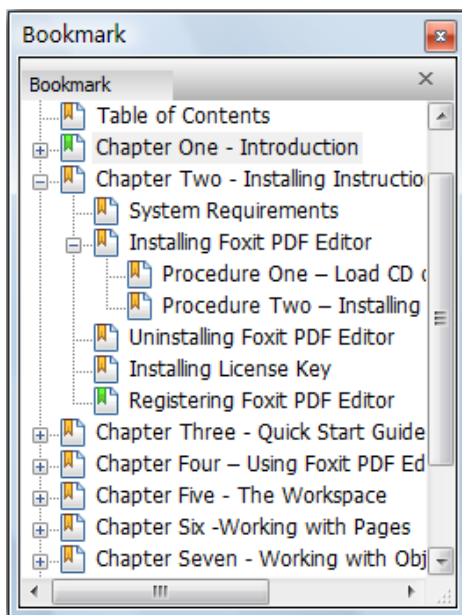 Bookmark
Bookmark
Table of Contents
Chapter One - Introduction
Chapter Two - Installing Instructio
System Requirements
Installing Foxit PDF Editor
Procedure One – Load CD
Procedure Two – Installing
Uninstalling Foxit PDF Editor
Installing License Key
Registering Foxit PDF Editor
Chapter Three - Quick Start Guide
Chapter Four – Using Foxit PDF Ed
Chapter Five - The Workspace
Chapter Six -Working with Pages
Chapter Seven - Working with Obj